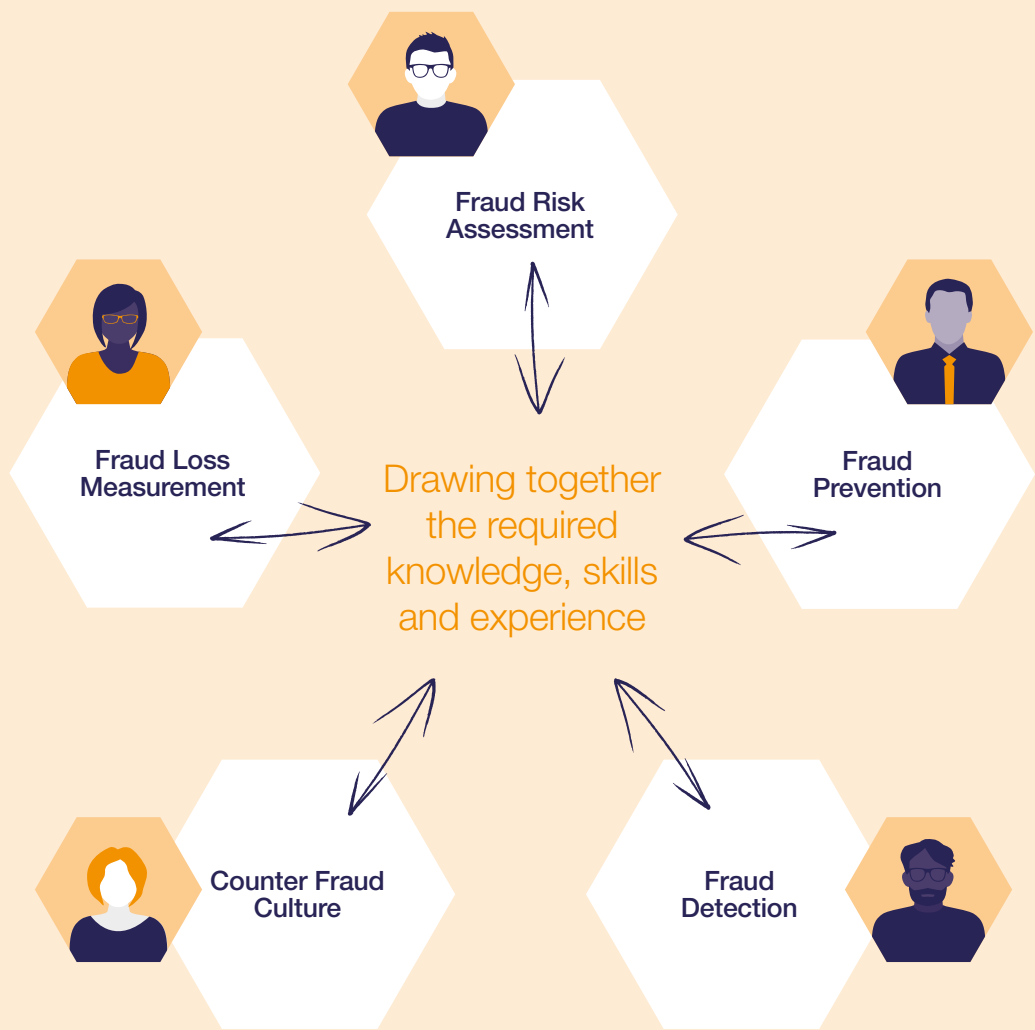 Fraud Risk
Assessment
Fraud Loss
Measurement
Fraud
Prevention
Drawing together
the required
knowledge, skills
and experience
Counter Fraud
Culture
Fraud
Detection